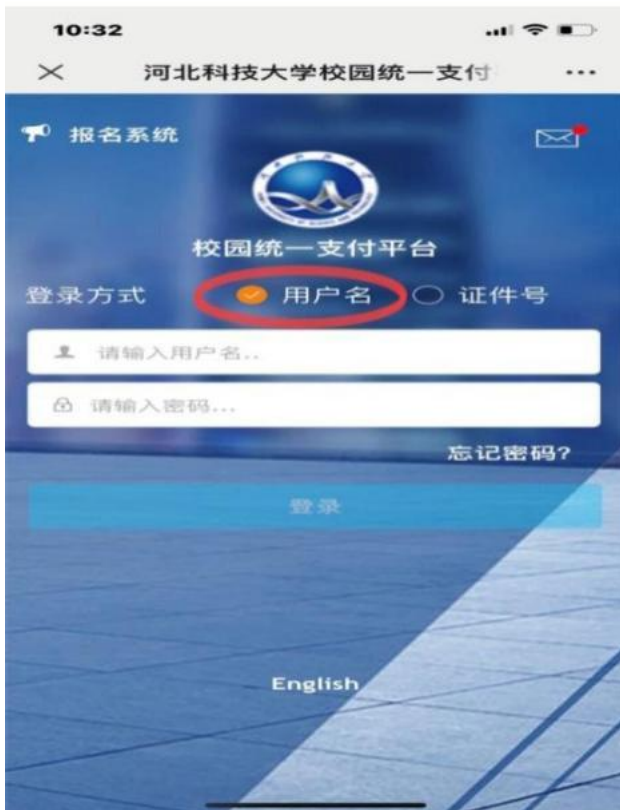 10:32
河北科技大学校园统一支付
报名系统
校园统一支付平台
登录方式 用户名 证件号
请输入用户名..
请输入密码...
忘记密码?
登录
English